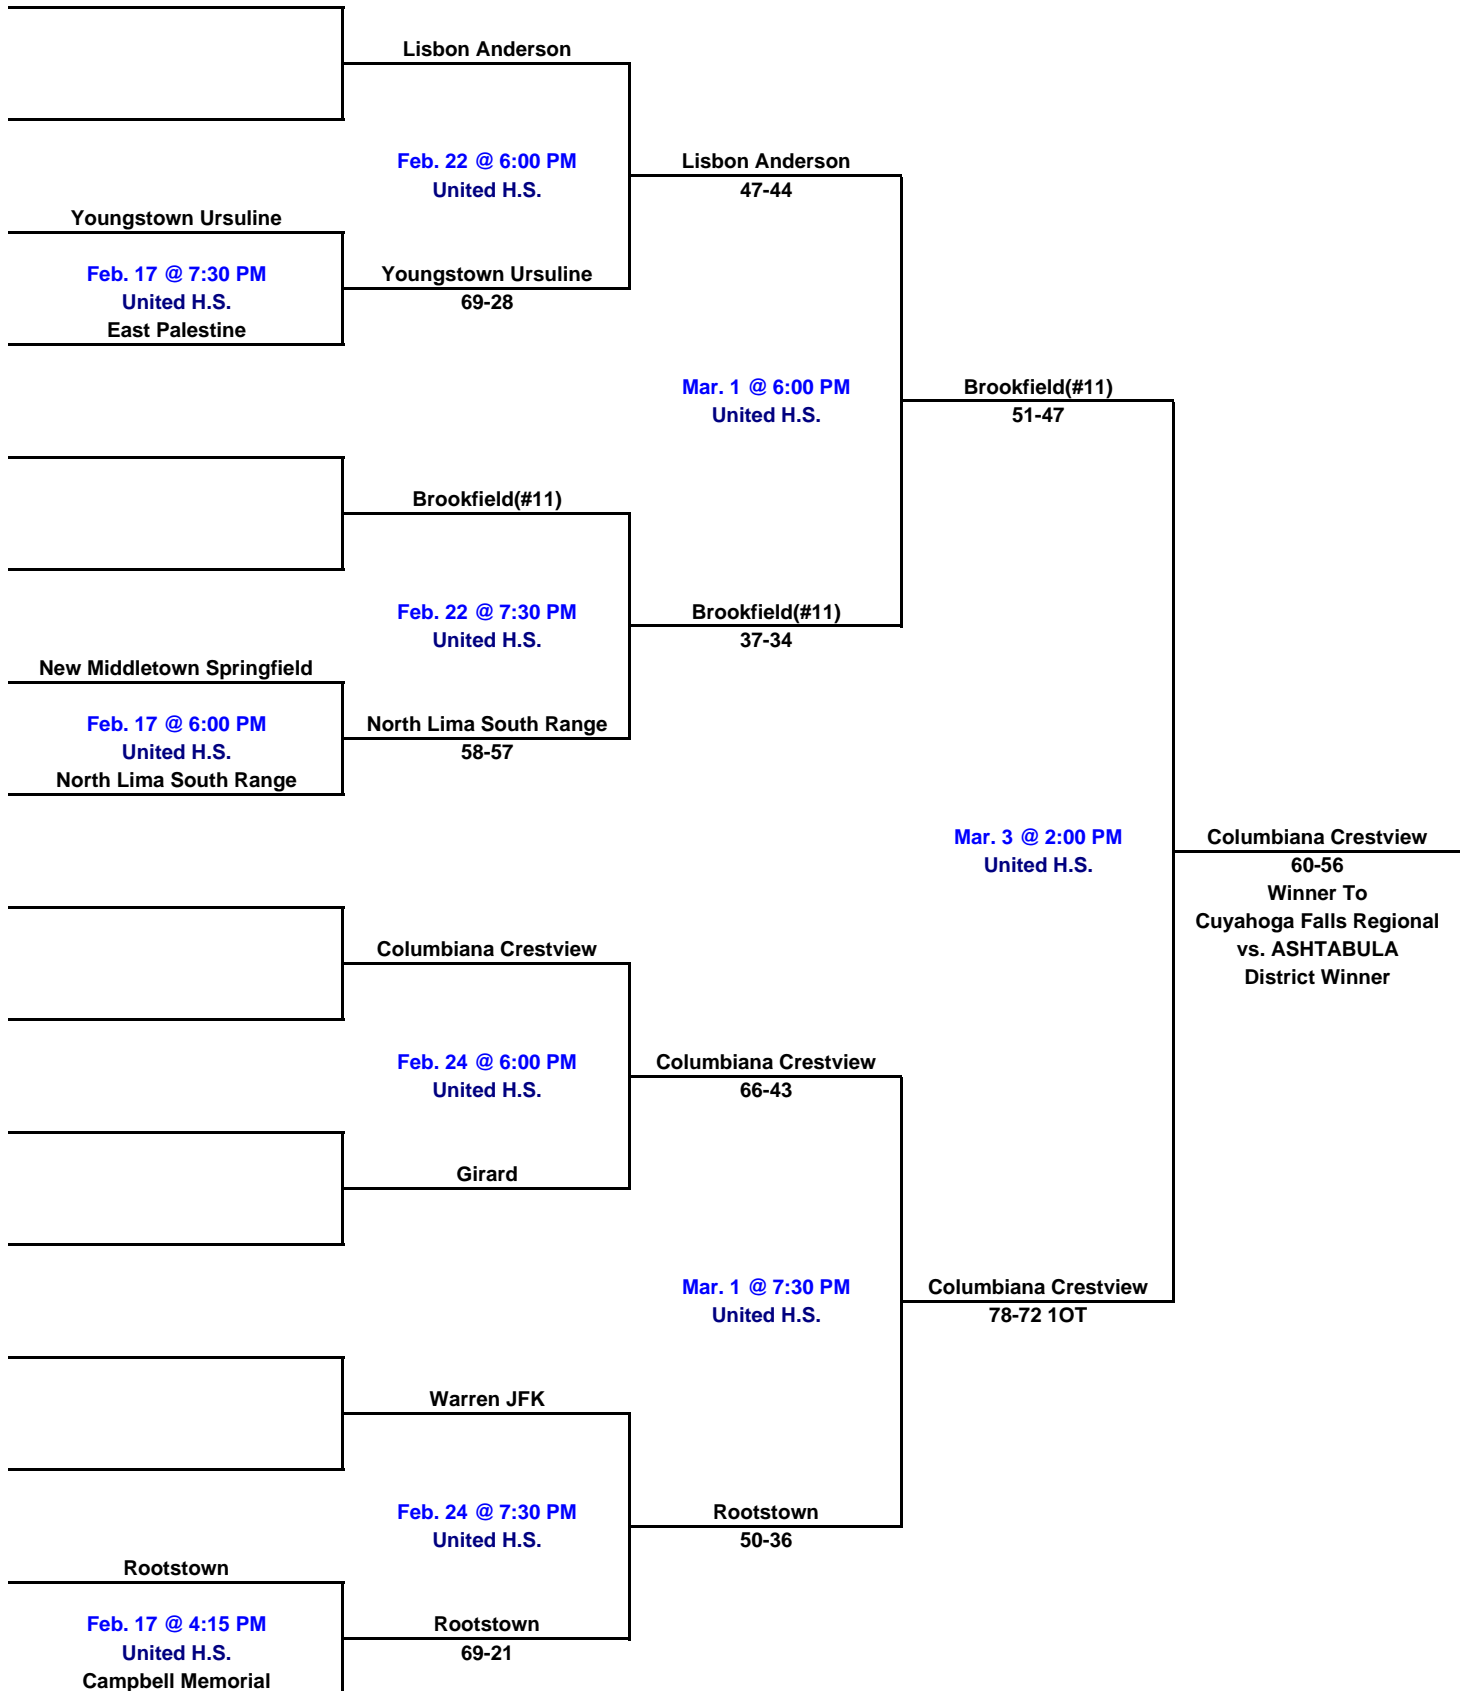 Lisbon Anderson
Feb. 22 @ 6:00 PM
United H.S.
Lisbon Anderson
47-44
Youngstown Ursuline
Feb. 17 @ 7:30 PM
United H.S.
East Palestine
Youngstown Ursuline
69-28
Mar. 1 @ 6:00 PM
United H.S.
Brookfield(#11)
51-47
Brookfield(#11)
Feb. 22 @ 7:30 PM
United H.S.
Brookfield(#11)
37-34
New Middletown Springfield
Feb. 17 @ 6:00 PM
United H.S.
North Lima South Range
North Lima South Range
58-57
Mar. 3 @ 2:00 PM
United H.S.
Columbiana Crestview
60-56
Winner To
Cuyahoga Falls Regional
vs. ASHTABULA
District Winner
Columbiana Crestview
Feb. 24 @ 6:00 PM
United H.S.
Columbiana Crestview
66-43
Girard
Mar. 1 @ 7:30 PM
United H.S.
Columbiana Crestview
78-72 1OT
Warren JFK
Feb. 24 @ 7:30 PM
United H.S.
Rootstown
50-36
Rootstown
Feb. 17 @ 4:15 PM
United H.S.
Campbell Memorial
Rootstown
69-21